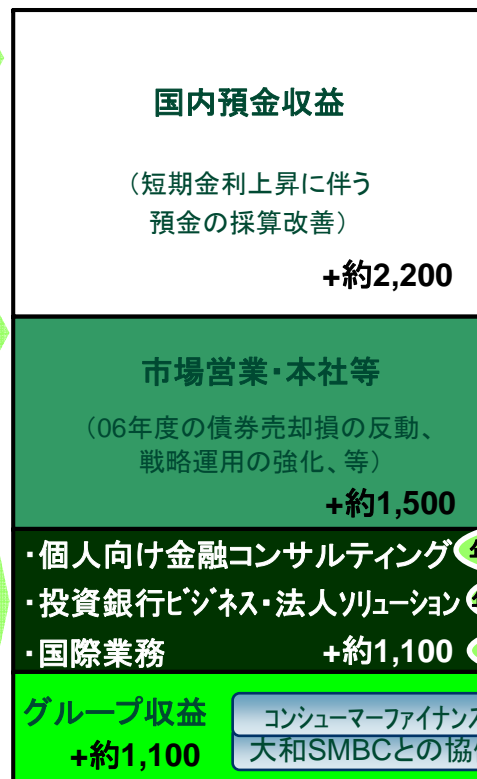 国内預金収益
（短期金利上昇に伴う
預金の採算改善）
+約2,200
市場営業・本社等
（06年度の債券売却損の反動、
戦略運用の強化、等）
+約1,500
・個人向け金融コンサルティング
・投資銀行ﾋﾞｼﾞﾈｽ・法人ｿﾘｭｰｼｮﾝ
・国際業務 +約1,100
グループ収益 コンシューマーファイナンス
+約1,100 大和SMBCとの協